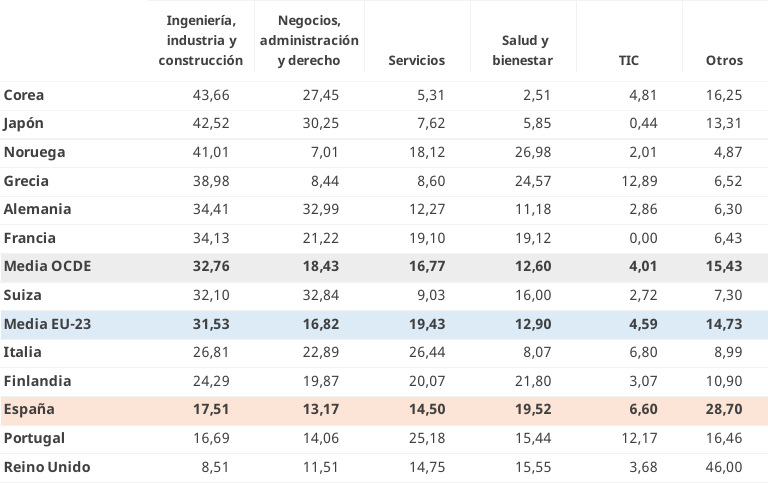 Ingeniería, industria y construcción Negocios, administración y derecho Servicios Salud y bienestar TIC Otros
Corea 43,66 27,45 5,31 2,51 4,81 16,25
Japón 42,52 30,25 7,62 5,85 0,44 13,31
Noruega 41,01 7,01 18,12 26,98 2,01 4,87
Grecia 38,98 8,44 8,60 24,57 12,89 6,52
Alemania 34,41 32,99 12,27 11,18 2,86 6,30
Francia 34,13 21,22 19,10 19,12 0,00 6,43
Media OCDE 32,76 18,43 16,77 12,60 4,01 15,43
Suiza 32,10 32,84 9,03 16,00 2,72 7,30
Media EU-23 31,53 16,82 19,43 12,90 4,59 14,73
Italia 26,81 22,89 26,44 8,07 6,80 8,99
Finlandia 24,29 19,87 20,07 21,80 3,07 10,90
España 17,51 13,17 14,50 19,52 6,60 28,70
Portugal 16,69 14,06 25,18 15,44 12,17 16,46
Reino Unido 8,51 11,51 14,75 15,55 3,68 46,00